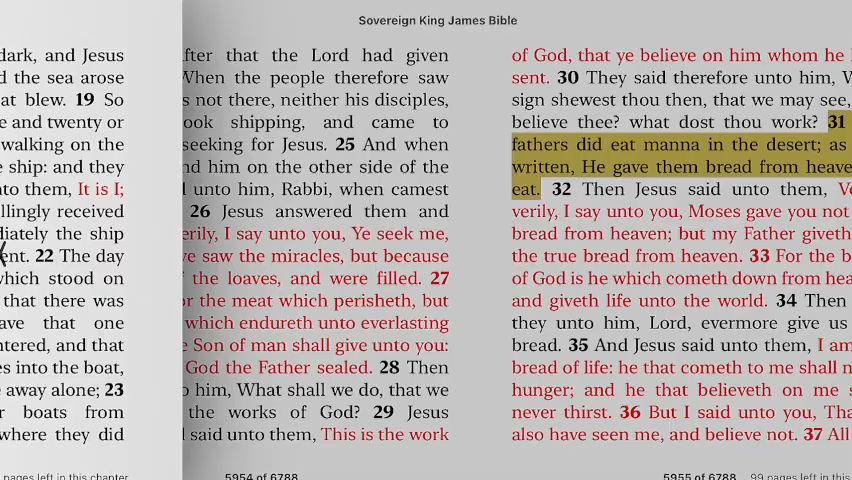 Sovereign King James Bible
dark, and Jesus
the sea arose
at blew. 19 So
and twenty or
walking on the
ship: and they
them, It is I;
received
the ship
22 The day
which stood on
that there was
that one
and that
into the boat,
away alone; 23
boats from
where they did
pages left in this chapter
that the Lord had given
When the people therefore saw
not there, neither his disciples,
shipping, and came to
seeking for Jesus. 25 And when
him on the other side of the
unto him, Rabbi, when camest
26 Jesus answered them and
I say unto you, Ye seek me,
saw the miracles, but because
the loaves, and were filled. 27
the meat which perisheth, but
which endureth unto everlasting
Son of man shall give unto you:
God the Father sealed. 28 Then
him, What shall we do, that we
the works of God? 29 Jesus
said unto them, This is the work
5954 of 6788
of God, that ye believe on him whom he
sent. 30 They said therefore unto him,
sign shewest thou then, that we may see,
believe thee? what dost thou work? 31
fathers did eat manna in the desert; as
written, He gave them bread from
eat. 32 Then Jesus said unto them,
verily, I say unto you, Moses gave you not
bread from heaven; but my Father giveth
the true bread from heaven. 33 For the
of God is he which cometh down from
and giveth life unto the world. 34 Then
they unto him, Lord, evermore give us
bread. 35 And Jesus said unto them, I am
bread of life: he that cometh to me shall
hunger; and he that believeth on me
never thirst. 36 But I said unto you,
also have seen me, and believe not. 37 All
5955 of 6788 99 pages left in this